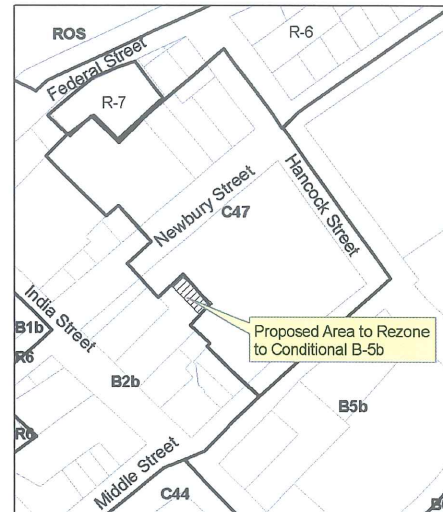 ROS
R-6
Federal Street
R-7
Newbury Street
C47
Hancock Street
India Street
Proposed Area to Rezone
to Conditional B-5b
B1b
R6
B2b
B5b
R6
Middle Street
C44